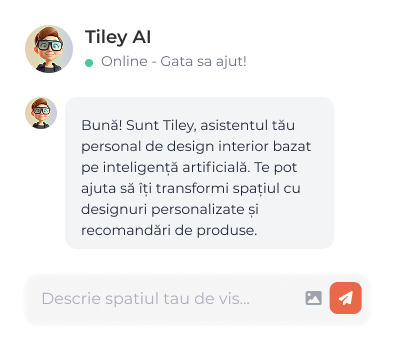 Tiley AI
Online - Gata sa ajut!
Bună! Sunt Tiley, asistentul tău
personal de design interior bazat
pe inteligență artificială. Te pot
ajuta să îți transformi spațiul cu
designuri personalizate și
recomandări de produse.
Descrie spatiul tau de vis...